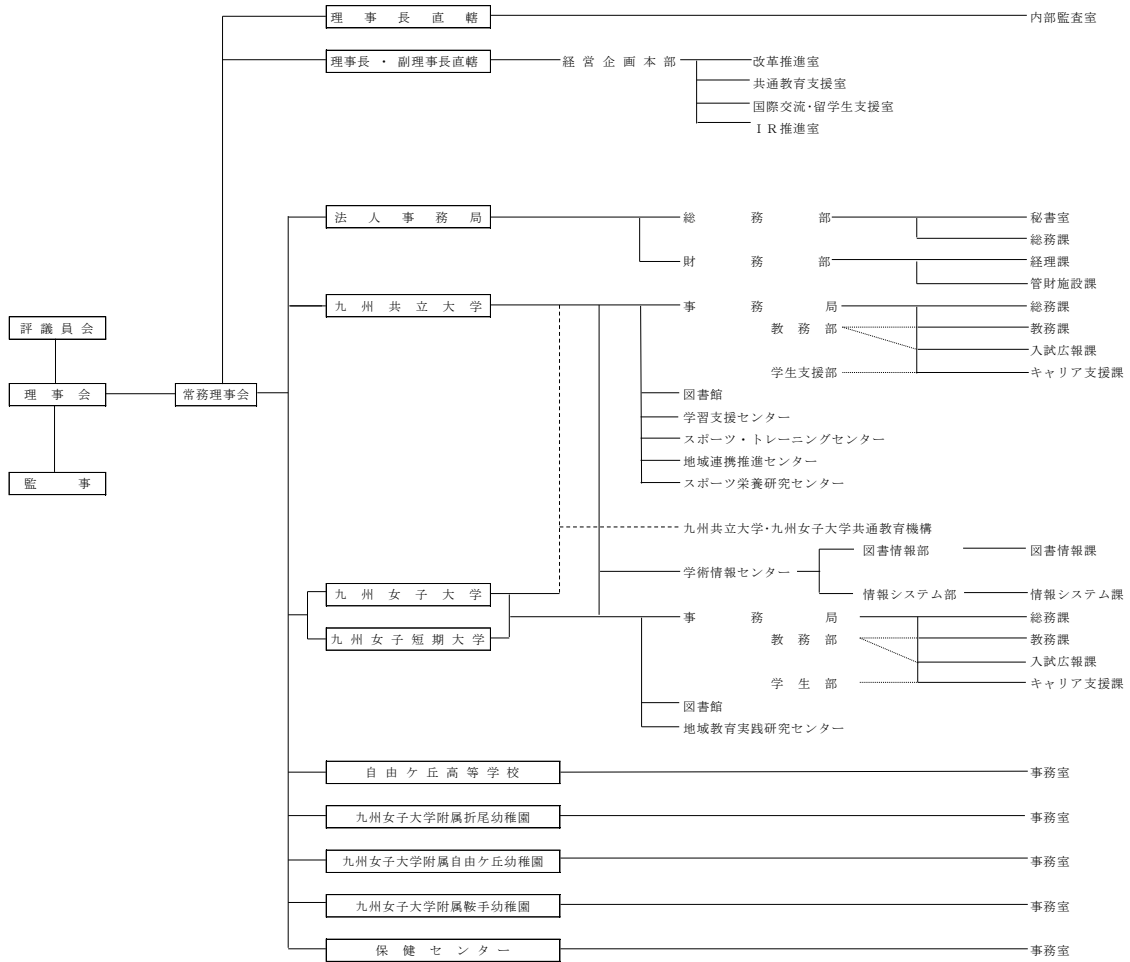 理事長直轄 内部監査室
理事長・副理事長直轄 経営企画本部 改革推進室
共通教育支援室
国際交流・留学生支援室
IR推進室
法人事務局 総務部 秘書室
総務課
財務部 経理課
管財施設課
九州共立大学 事務局 総務課
評議員会 教務部 教務課
入試広報課
学生支援部 キャリア支援課
理事会 常務理事会 図書館
学習支援センター
スポーツ・トレーニングセンター
地域連携推進センター
監事 スポーツ栄養研究センター
九州共立大学・九州女子大学共通教育機構
図書情報部 図書情報課
学術情報センター
九州女子大学 情報システム部 情報システム課
事務局 総務課
九州女子短期大学 教務部 教務課
入試広報課
学生部 キャリア支援課
図書館
地域教育実践研究センター
自由ケ丘高等学校 事務室
九州女子大学附属折尾幼稚園 事務室
九州女子大学附属自由ケ丘幼稚園 事務室
九州女子大学附属鞍手幼稚園 事務室
保健センター 事務室